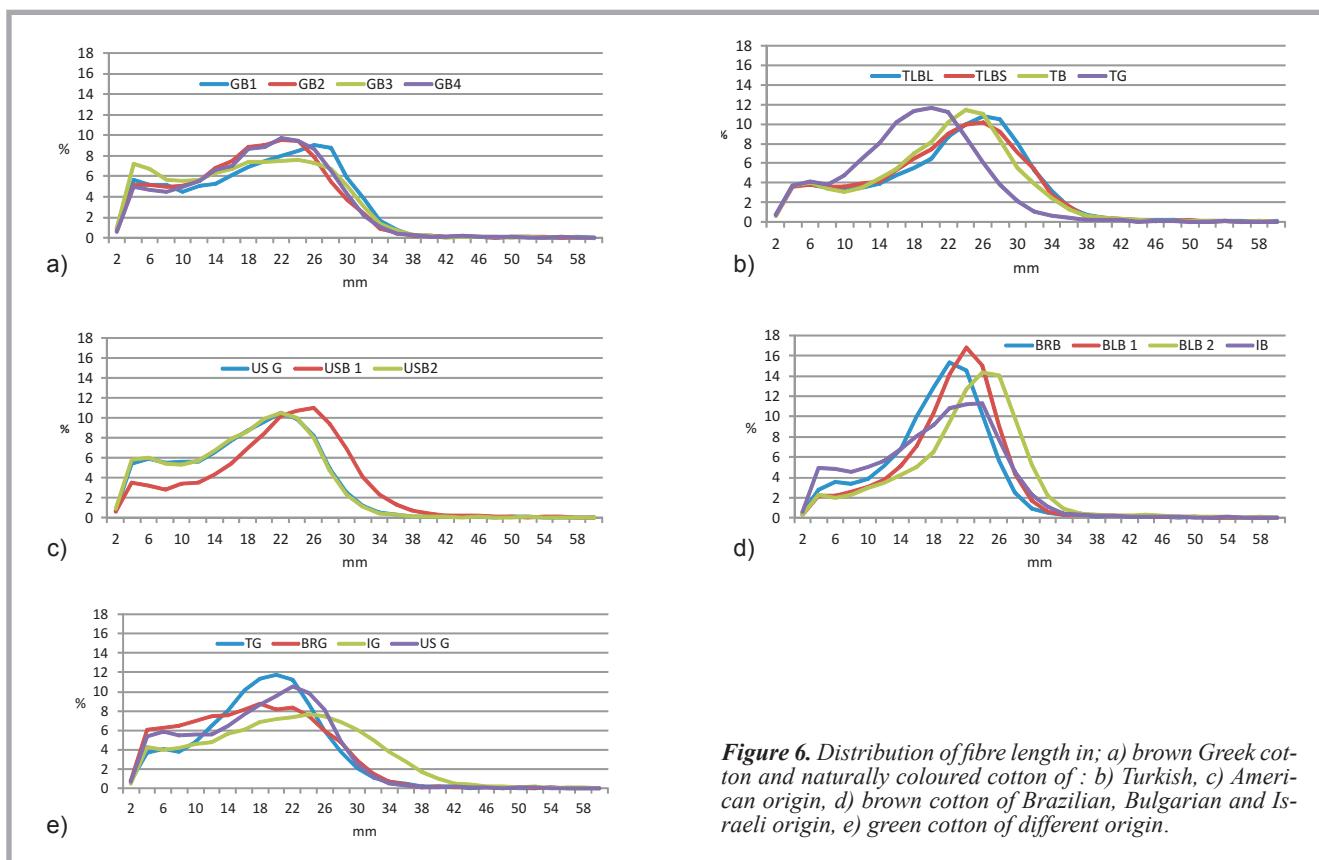 18
16
14
12
10
8
6
4
2
0
%
GB1 GB2 GB3 GB4
2 6 10 14 18 22 26 30 34 38 42 46 50 54 58
mm
a)
18
16
14
12
10
8
6
4
2
0
%
TLBL TLBS TB TG
2 6 10 14 18 22 26 30 34 38 42 46 50 54 58
mm
b)
18
16
14
12
10
8
6
4
2
0
%
US G USB 1 USB2
2 6 10 14 18 22 26 30 34 38 42 46 50 54 58
mm
c)
18
16
14
12
10
8
6
4
2
0
%
BRB BLB 1 BLB 2 IB
2 6 10 14 18 22 26 30 34 38 42 46 50 54 58
mm
d)
18
16
14
12
10
8
6
4
2
0
%
TG BRG IG US G
2 6 10 14 18 22 26 30 34 38 42 46 50 54 58
mm
e)
Figure 6. Distribution of fibre length in; a) brown Greek cot-
ton and naturally coloured cotton of : b) Turkish, c) Ameri-
can origin, d) brown cotton of Brazilian, Bulgarian and Is-
raeli origin, e) green cotton of different origin.